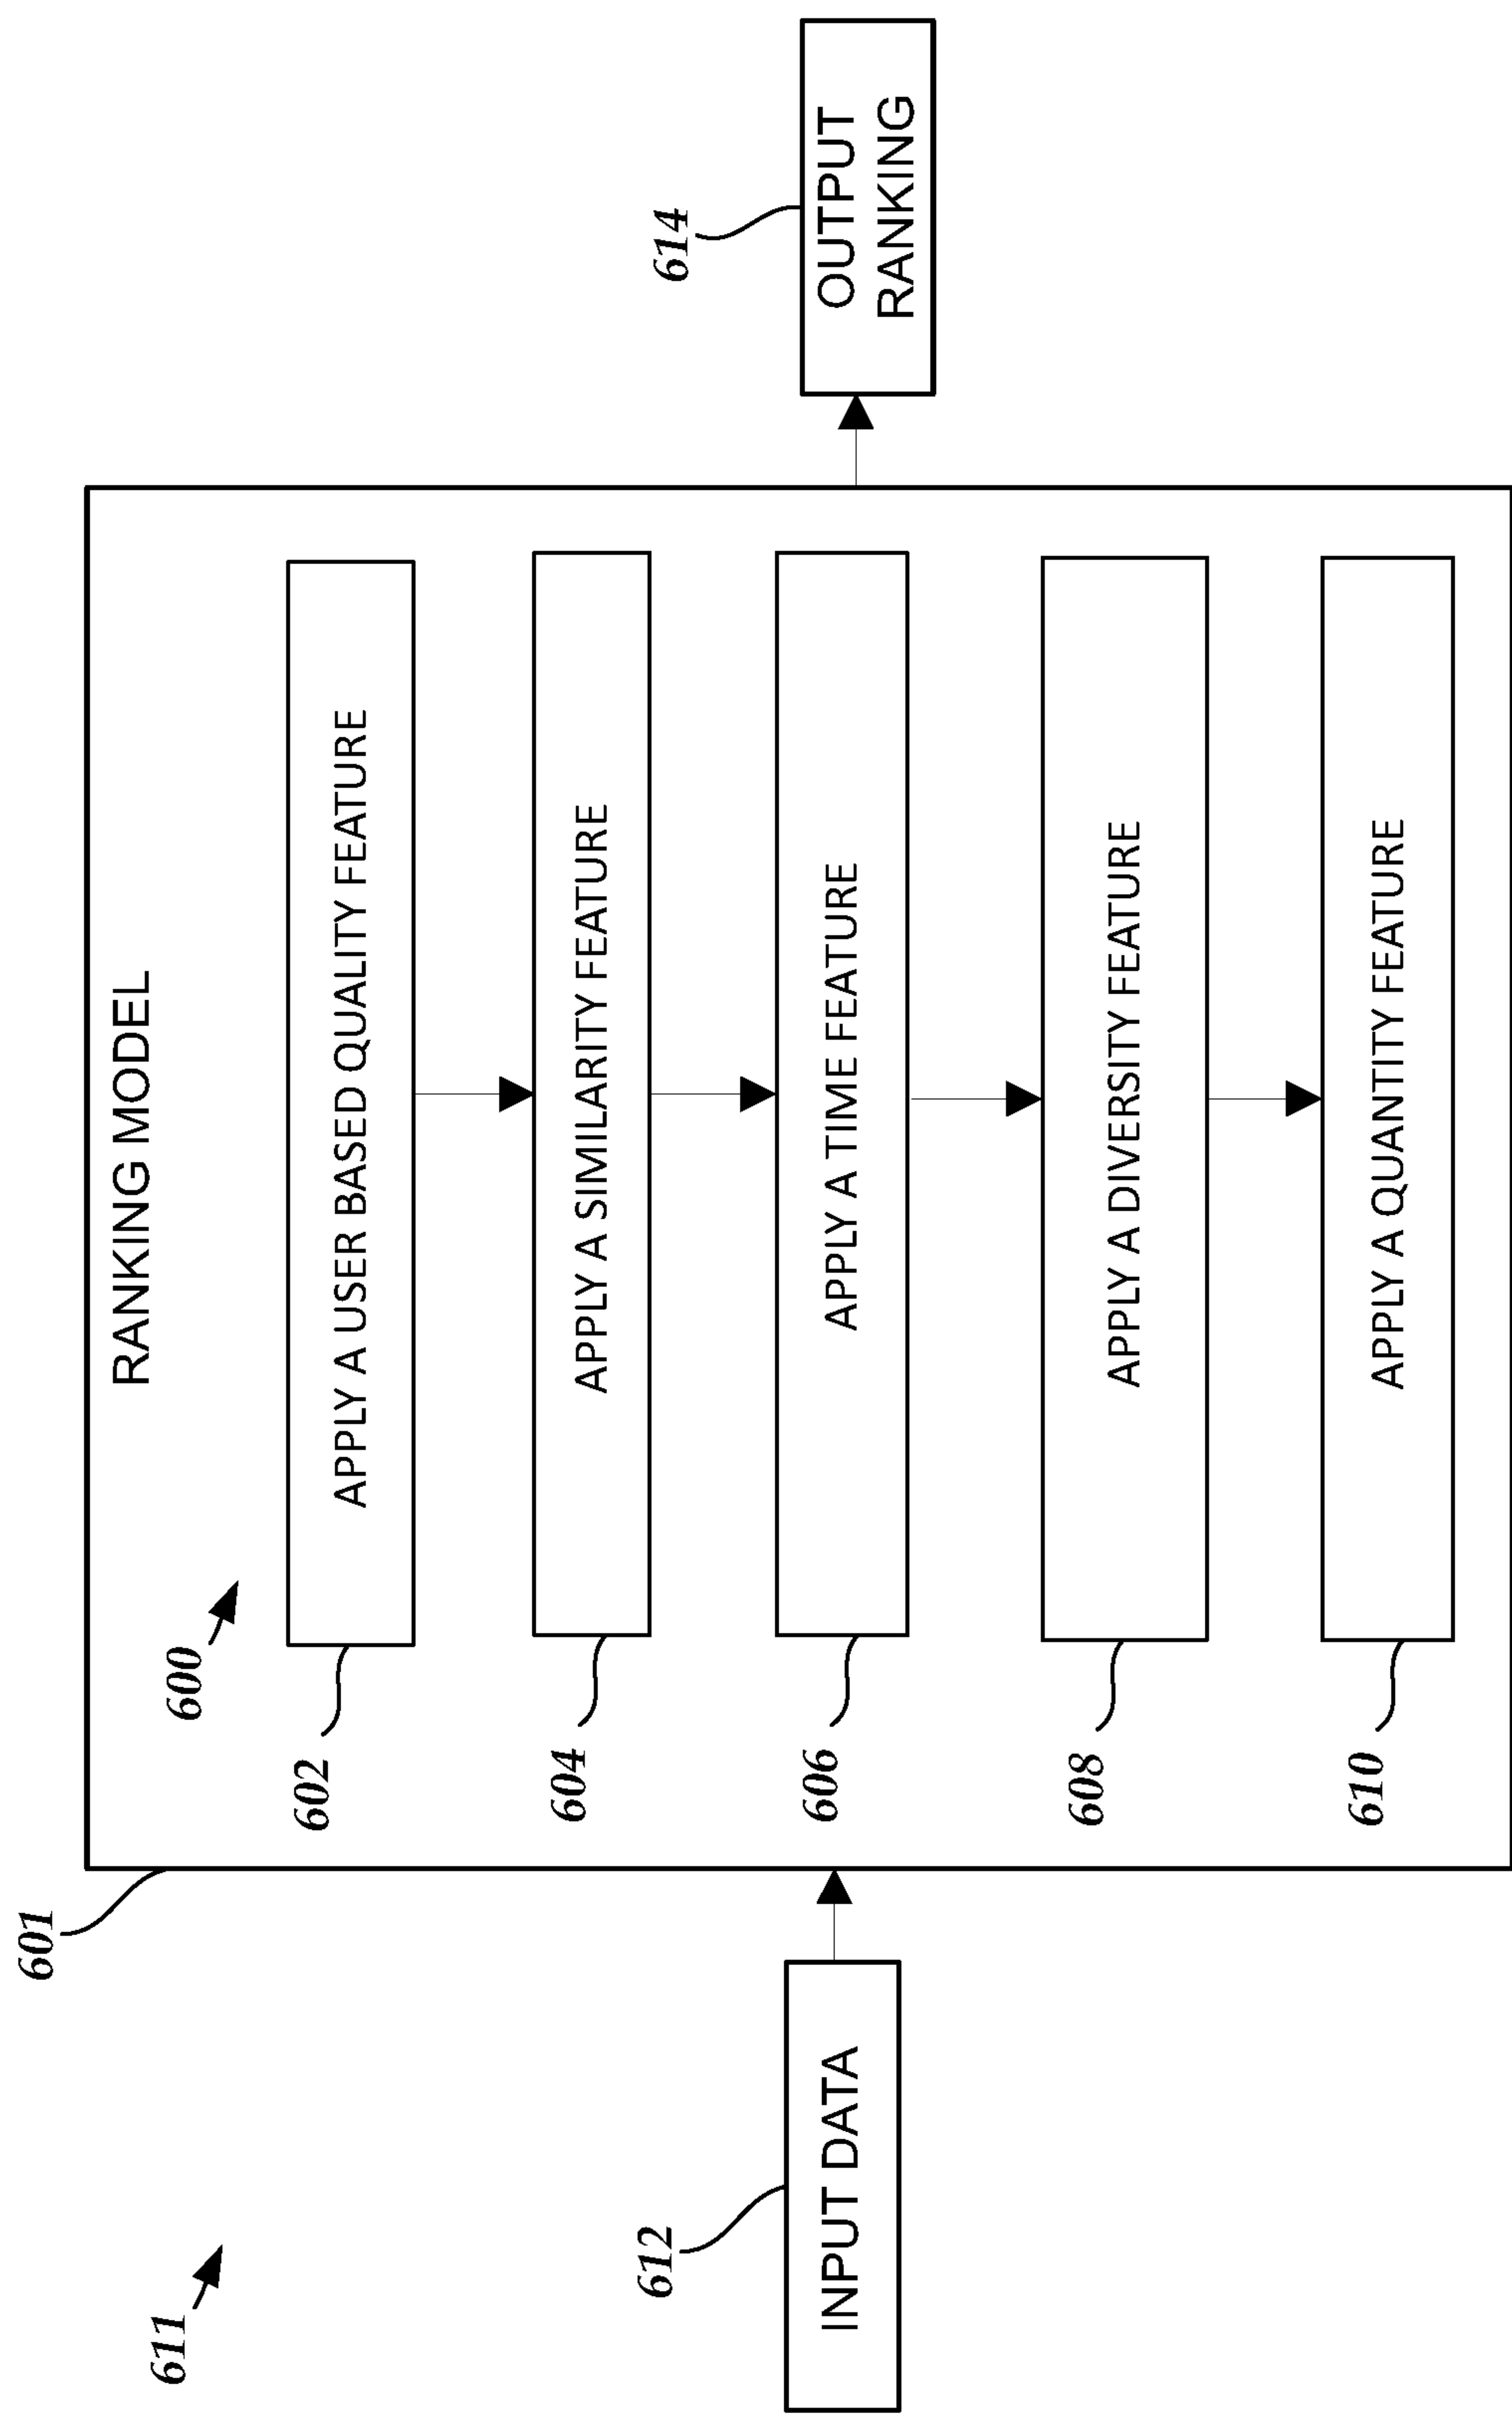 611
601
RANKING MODEL
600
602
APPLY A USER BASED QUALITY FEATURE
604
APPLY A SIMILARITY FEATURE
612
INPUT DATA
606
APPLY A TIME FEATURE
614
OUTPUT
RANKING
608
APPLY A DIVERSITY FEATURE
610
APPLY A QUANTITY FEATURE